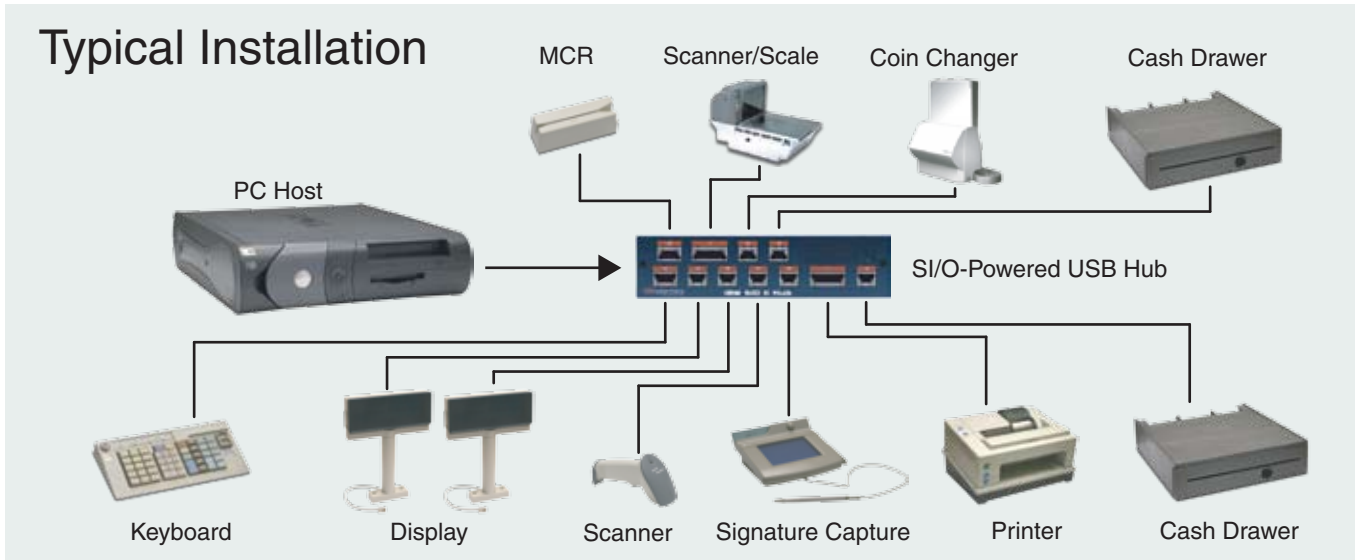 Typical Installation
MCR
Scanner/Scale
Coin Changer
Cash Drawer
PC Host
SI/O-Powered USB Hub
Keyboard
Display
Scanner
Signature Capture
Printer
Cash Drawer